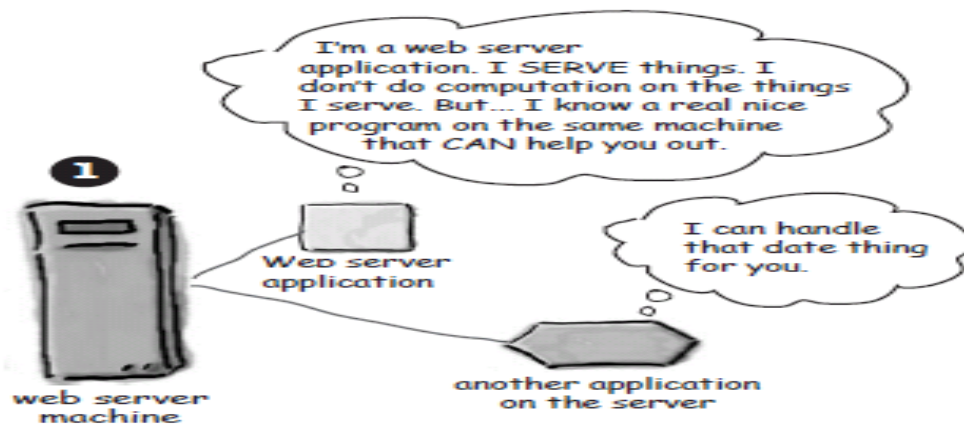 I'm a web server
application. I SERVE things. I
don't do computation on the things
I serve. But... I know a real nice
program on the same machine
that CAN help you out.
1
I can handle
that date thing
for you.
Web server
application
another application
on the server
web server
machine